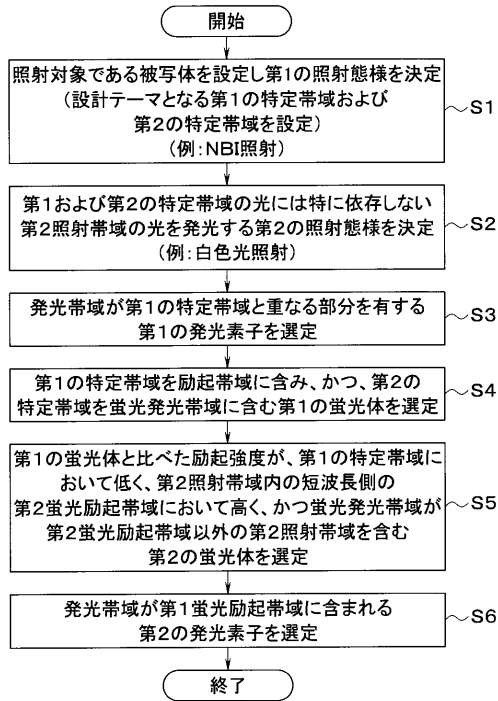 開始
照射対象である被写体を設定し第1の照射態様を決定
(設計テーマとなる第1の特定帯域および
第2の特定帯域を設定)
(例:NBI照射)
S1
第1および第2の特定帯域の光には特に依存しない
第2照射帯域の光を発光する第2の照射態様を決定
(例:白色光照射)
S2
発光帯域が第1の特定帯域と重なる部分を有する
第1の発光素子を選定
S3
第1の特定帯域を励起帯域に含み、かつ、第2の
特定帯域を蛍光発光帯域に含む第1の蛍光体を選定
S4
第1の蛍光体と比べた励起強度が、第1の特定帯域に
おいて低く、第2照射帯域内の短波長側の
第2蛍光励起帯域において高く、かつ蛍光発光帯域が
第2蛍光励起帯域以外の第2照射帯域を含む
第2の蛍光体を選定
S5
発光帯域が第1蛍光励起帯域に含まれる
第2の発光素子を選定
S6
終了